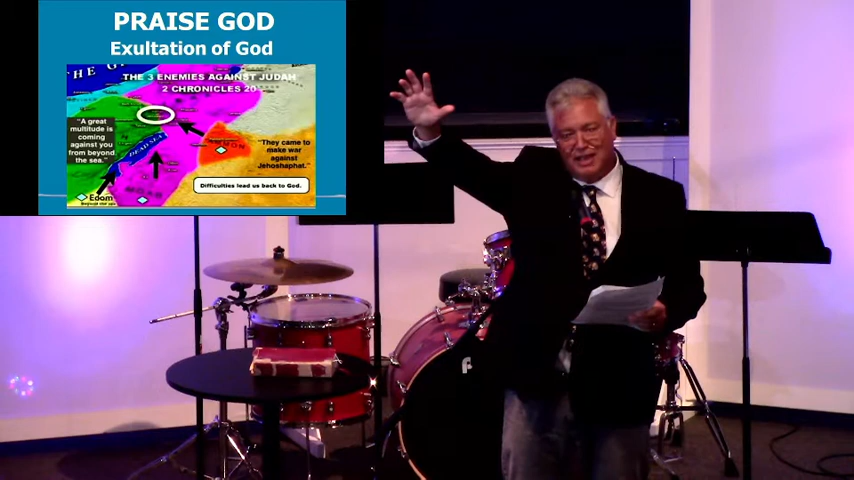 PRAISE GOD
Exultation of God
THE 3 ENEMIES AGAINST JUDAH
2 CHRONICLES 20
"A great
multitude is
coming
against you
from beyond
the sea."
DEAD SEA
"They came to
make war
against
Jehoshaphat."
Difficulties lead us back to God.
Edom
MOAB